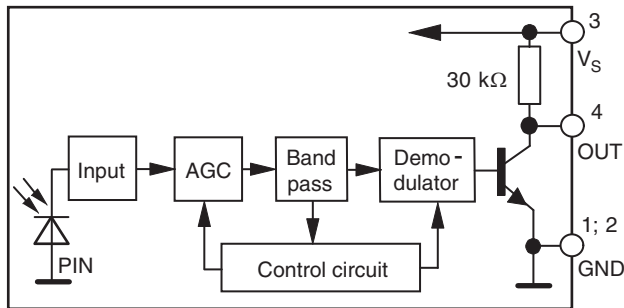 3
V_S
30 kΩ
4
OUT
Input
AGC
Band
pass
Demo-
dulator
1; 2
GND
PIN
Control circuit